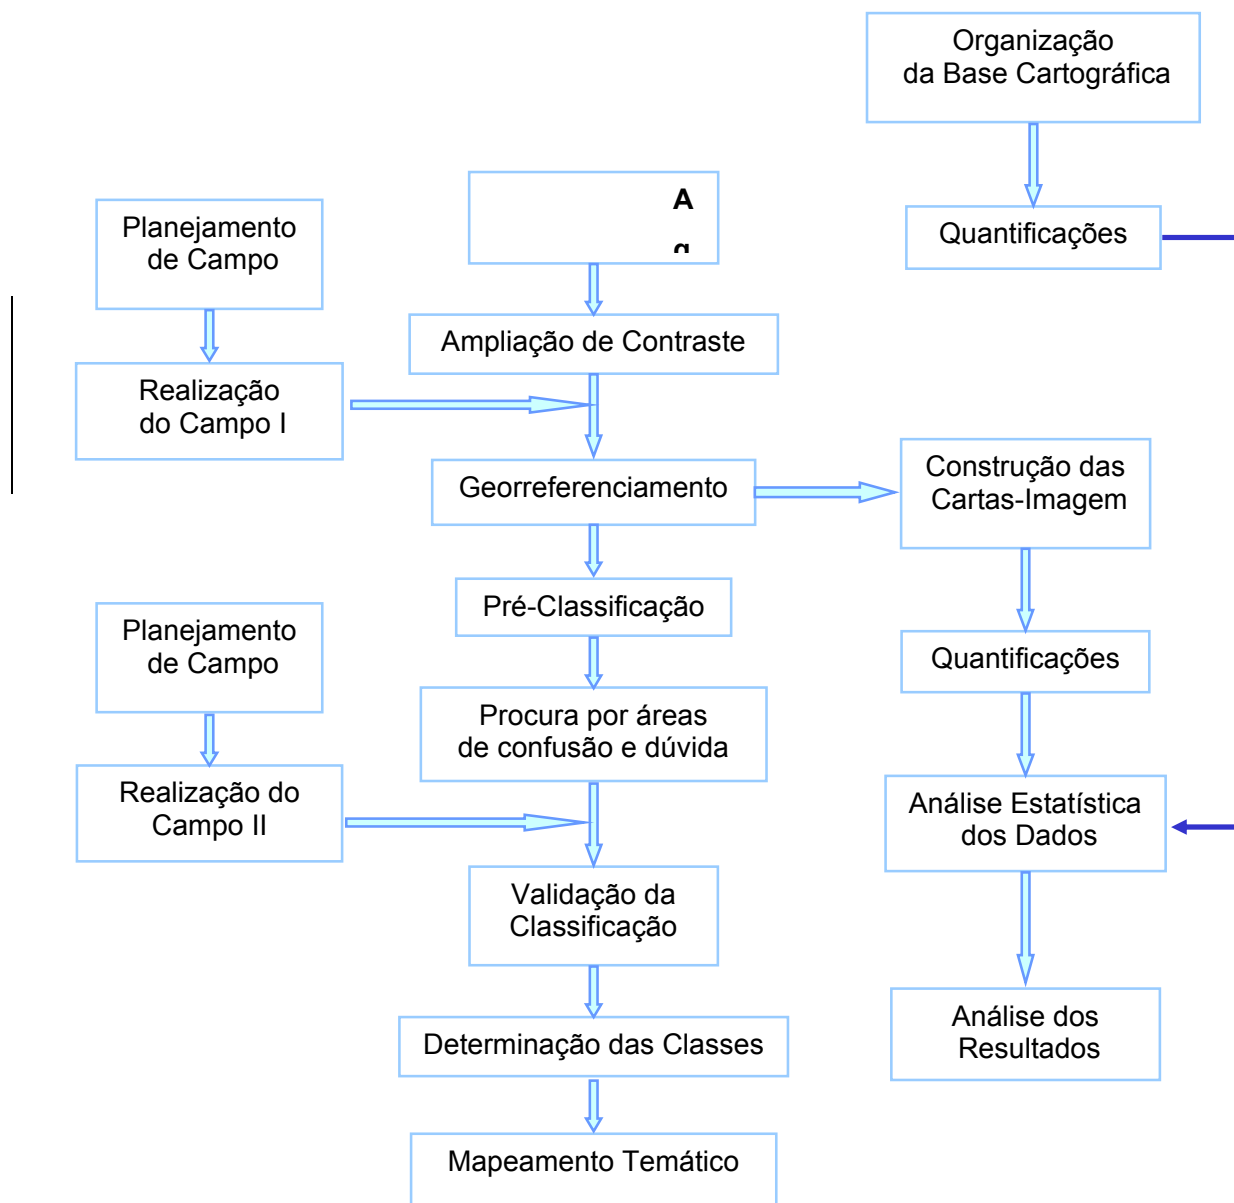 Organização
da Base Cartográfica
Quantificações
Planejamento
de Campo
Realização
do Campo I
A
Ampliação de Contraste
Georreferenciamento
Construção das
Cartas-Imagem
Pré-Classificação
Quantificações
Planejamento
de Campo
Procura por áreas
de confusão e dúvida
Realização do
Campo II
Análise Estatística
dos Dados
Validação da
Classificação
Determinação das Classes
Análise dos
Resultados
Mapeamento Temático